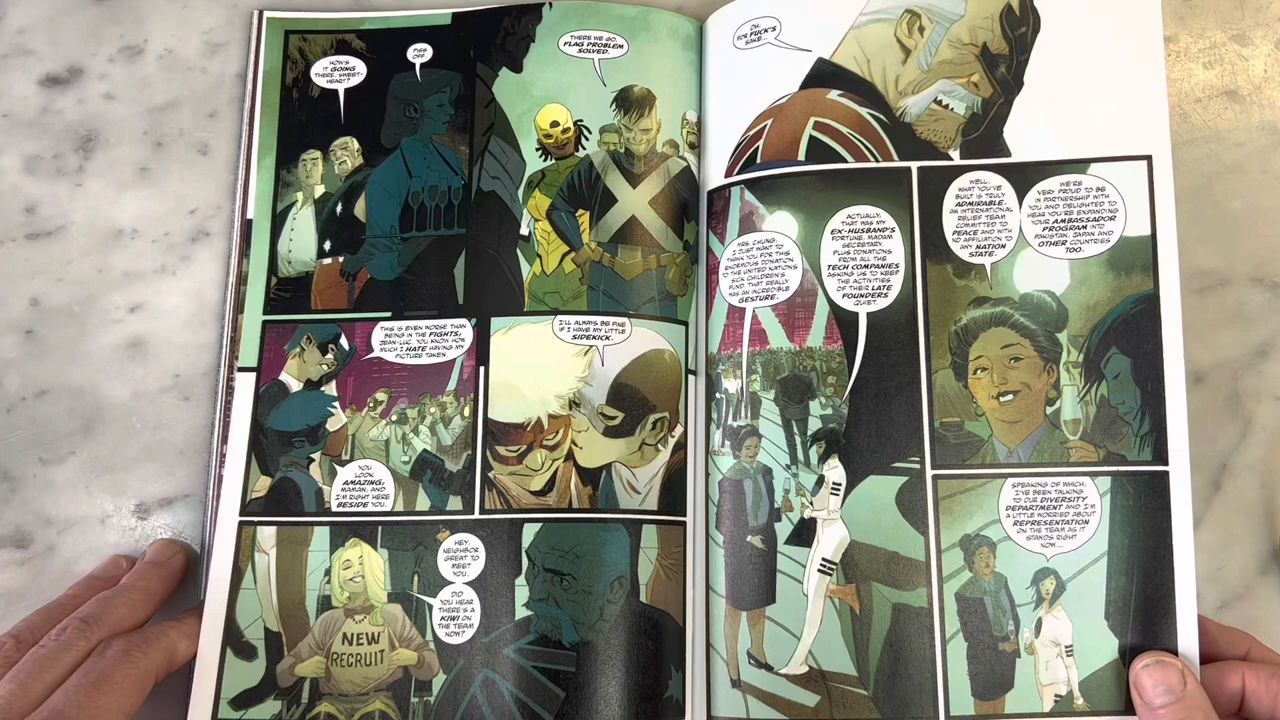 HOW'S
IT GOING
THERE, SWEET-
HEART?
PISS
OFF.
THERE WE GO.
FLAG PROBLEM
SOLVED.
THIS IS EVEN WORSE THAN
BEING IN THE FIGHTS,
JEAN-LUC. YOU KNOW HOW
MUCH I HATE HAVING MY
PICTURE TAKEN.
YOU
LOOK
AMAZING,
MAMAN, AND
I'M RIGHT HERE
BESIDE YOU.
I'LL ALWAYS BE FINE
IF I HAVE MY LITTLE
SIDEKICK.
HEY,
NEIGHBOR.
GREAT TO
MEET
YOU.
DID
YOU HEAR
THERE'S A
KIWI ON
THE TEAM
NOW?
NEW
RECRUIT
OH,
FOR FUCK'S
SAKE...
MRS. CHUNG,
I JUST WANT TO
THANK YOU FOR THIS
ENORMOUS DONATION
TO THE UNITED NATIONS
SICK CHILDREN'S
FUND. THAT REALLY
WAS AN INCREDIBLE
GESTURE.
ACTUALLY,
THAT WAS MY
EX-HUSBAND'S
FORTUNE, MADAM
SECRETARY,
PLUS DONATIONS
FROM ALL THE
TECH COMPANIES
ASKING US TO KEEP
THE ACTIVITIES
OF THEIR LATE
FOUNDERS
QUIET.
WELL,
WHAT YOU'VE
BUILT IS TRULY
ADMIRABLE.
AN INTERNATIONAL
RELIEF TEAM
COMMITTED TO
PEACE AND WITH
NO AFFILIATION TO
ANY NATION
STATE.
WE'RE
VERY PROUD TO BE
IN PARTNERSHIP WITH
YOU AND DELIGHTED TO
HEAR YOU'RE EXPANDING
YOUR AMBASSADOR
PROGRAM INTO
PAKISTAN, JAPAN AND
OTHER COUNTRIES
TOO.
SPEAKING OF WHICH,
I'VE BEEN TALKING
TO OUR DIVERSITY
DEPARTMENT AND I'M
A LITTLE WORRIED ABOUT
REPRESENTATION
ON THE TEAM AS IT
STANDS RIGHT
NOW...